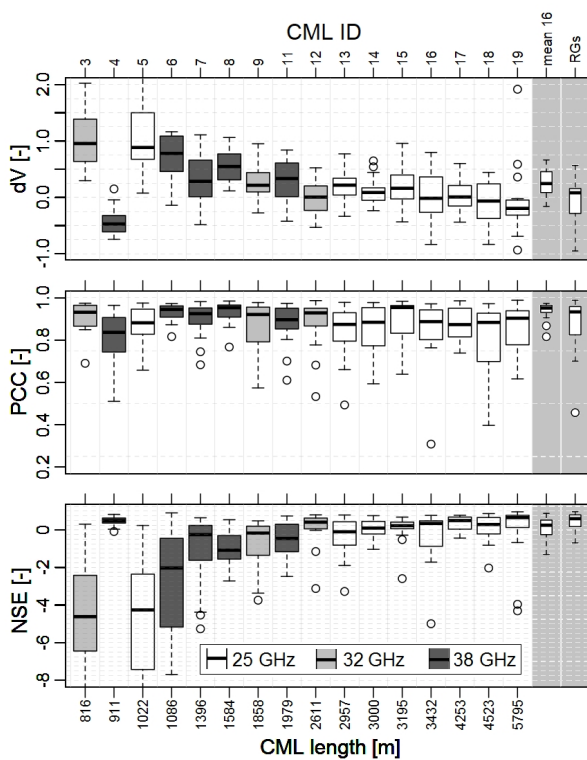 CML ID
3 4 5 6 7 8 9 11 12 13 14 15 16 17 18 19 mean 16 RGs
dV [-]
2.0
1.0
0.0
-1.0
PCC [-]
1.0
0.8
0.6
0.4
0.2
NSE [-]
0
-2
-4
-6
-8
25 GHz 32 GHz 38 GHz
816 911 1022 1086 1396 1584 1858 1979 2611 2957 3000 3195 3432 4253 4523 5795
CML length [m]